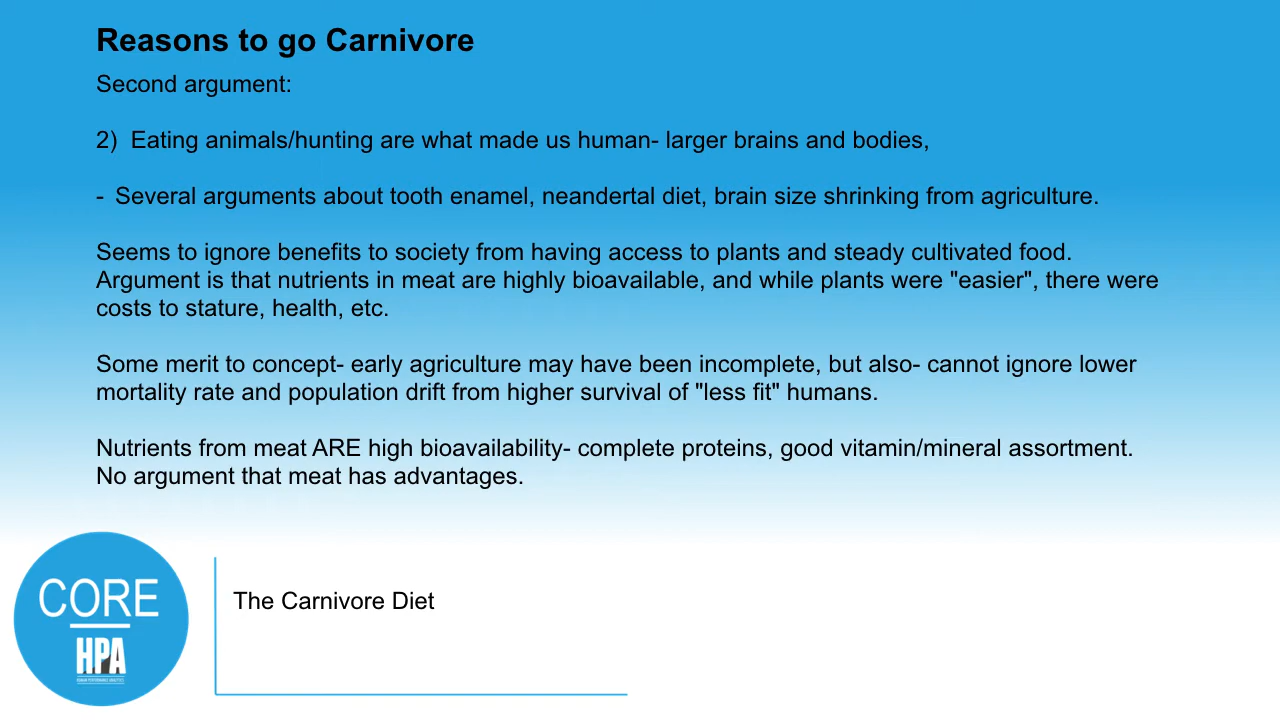 Reasons to go Carnivore
Second argument:
2)  Eating animals/hunting are what made us human- larger brains and bodies,
-  Several arguments about tooth enamel, neandertal diet, brain size shrinking from agriculture.
Seems to ignore benefits to society from having access to plants and steady cultivated food.
Argument is that nutrients in meat are highly bioavailable, and while plants were "easier", there were
costs to stature, health, etc.
Some merit to concept- early agriculture may have been incomplete, but also- cannot ignore lower
mortality rate and population drift from higher survival of "less fit" humans.
Nutrients from meat ARE high bioavailability- complete proteins, good vitamin/mineral assortment.
No argument that meat has advantages.
CORE
HPA
The Carnivore Diet